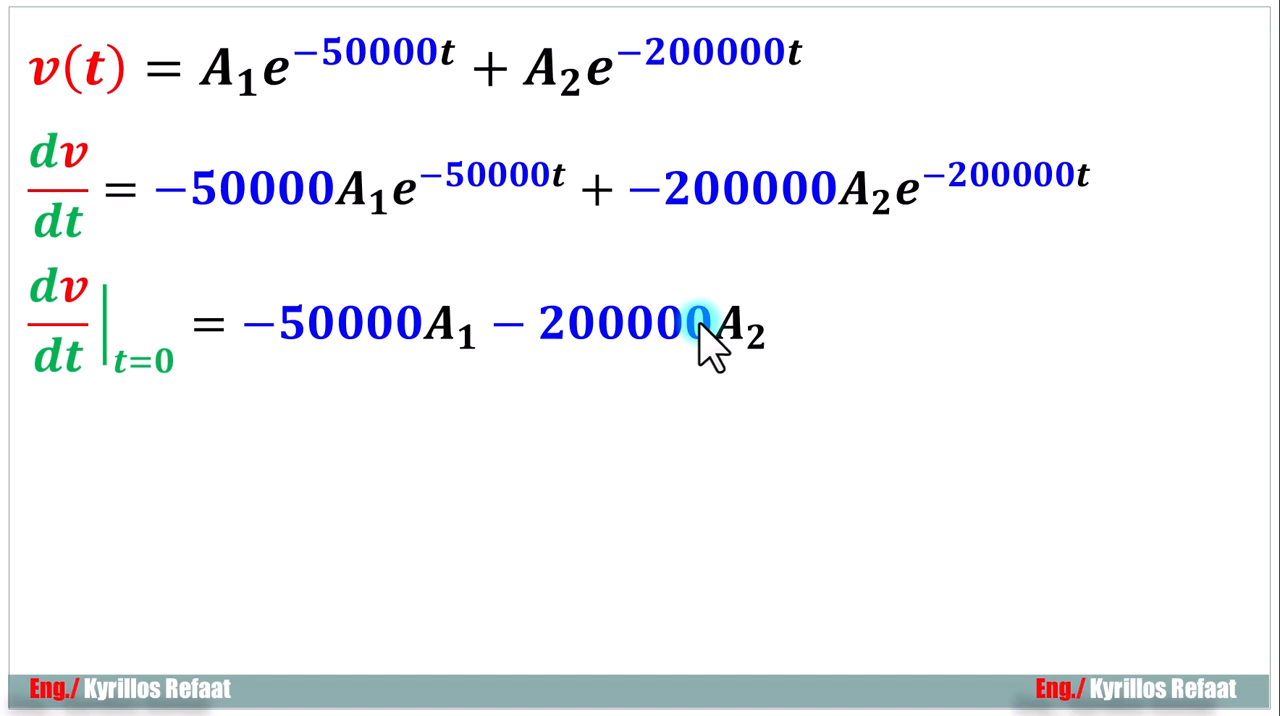 v(t) = A₁e^{−50000t} + A₂e^{−200000t}
dv/dt = −50000A₁e^{−50000t} + −200000A₂e^{−200000t}
dv/dt|_{t=0} = −50000A₁ − 200000A₂
Eng./ Kyrillos Refaat Eng./ Kyrillos Refaat